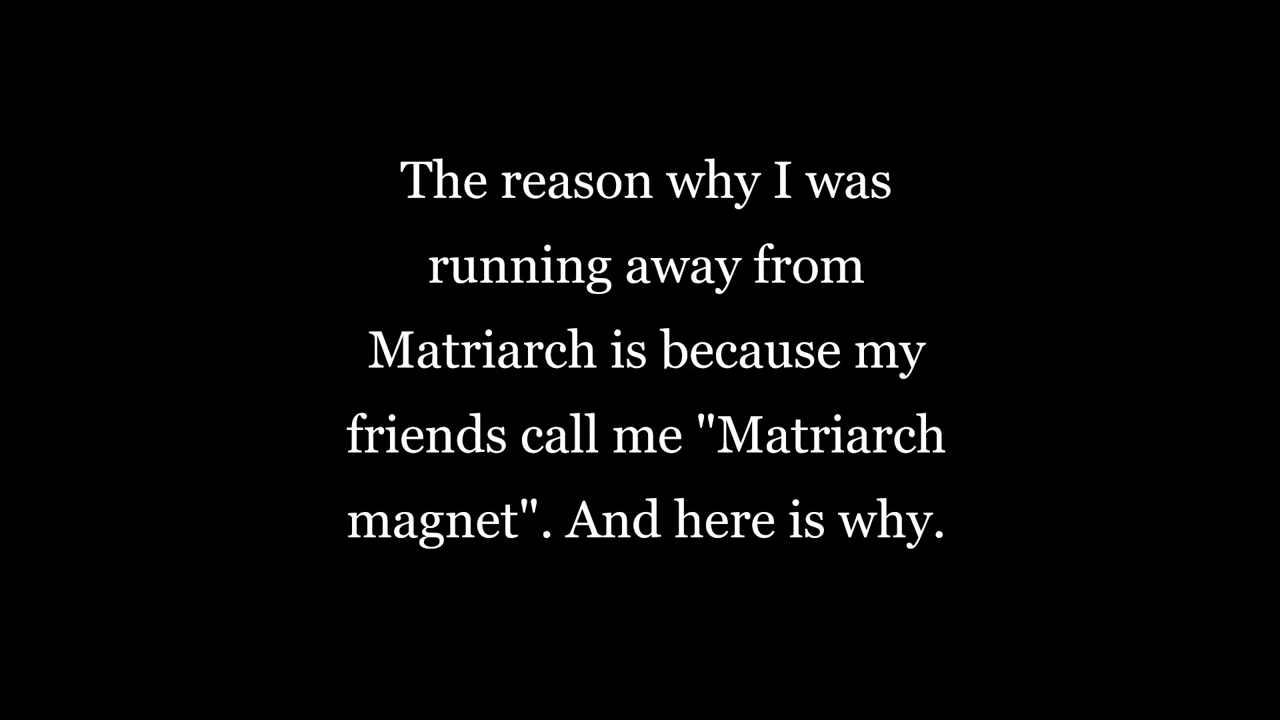 The reason why I was
running away from
Matriarch is because my
friends call me "Matriarch
magnet". And here is why.